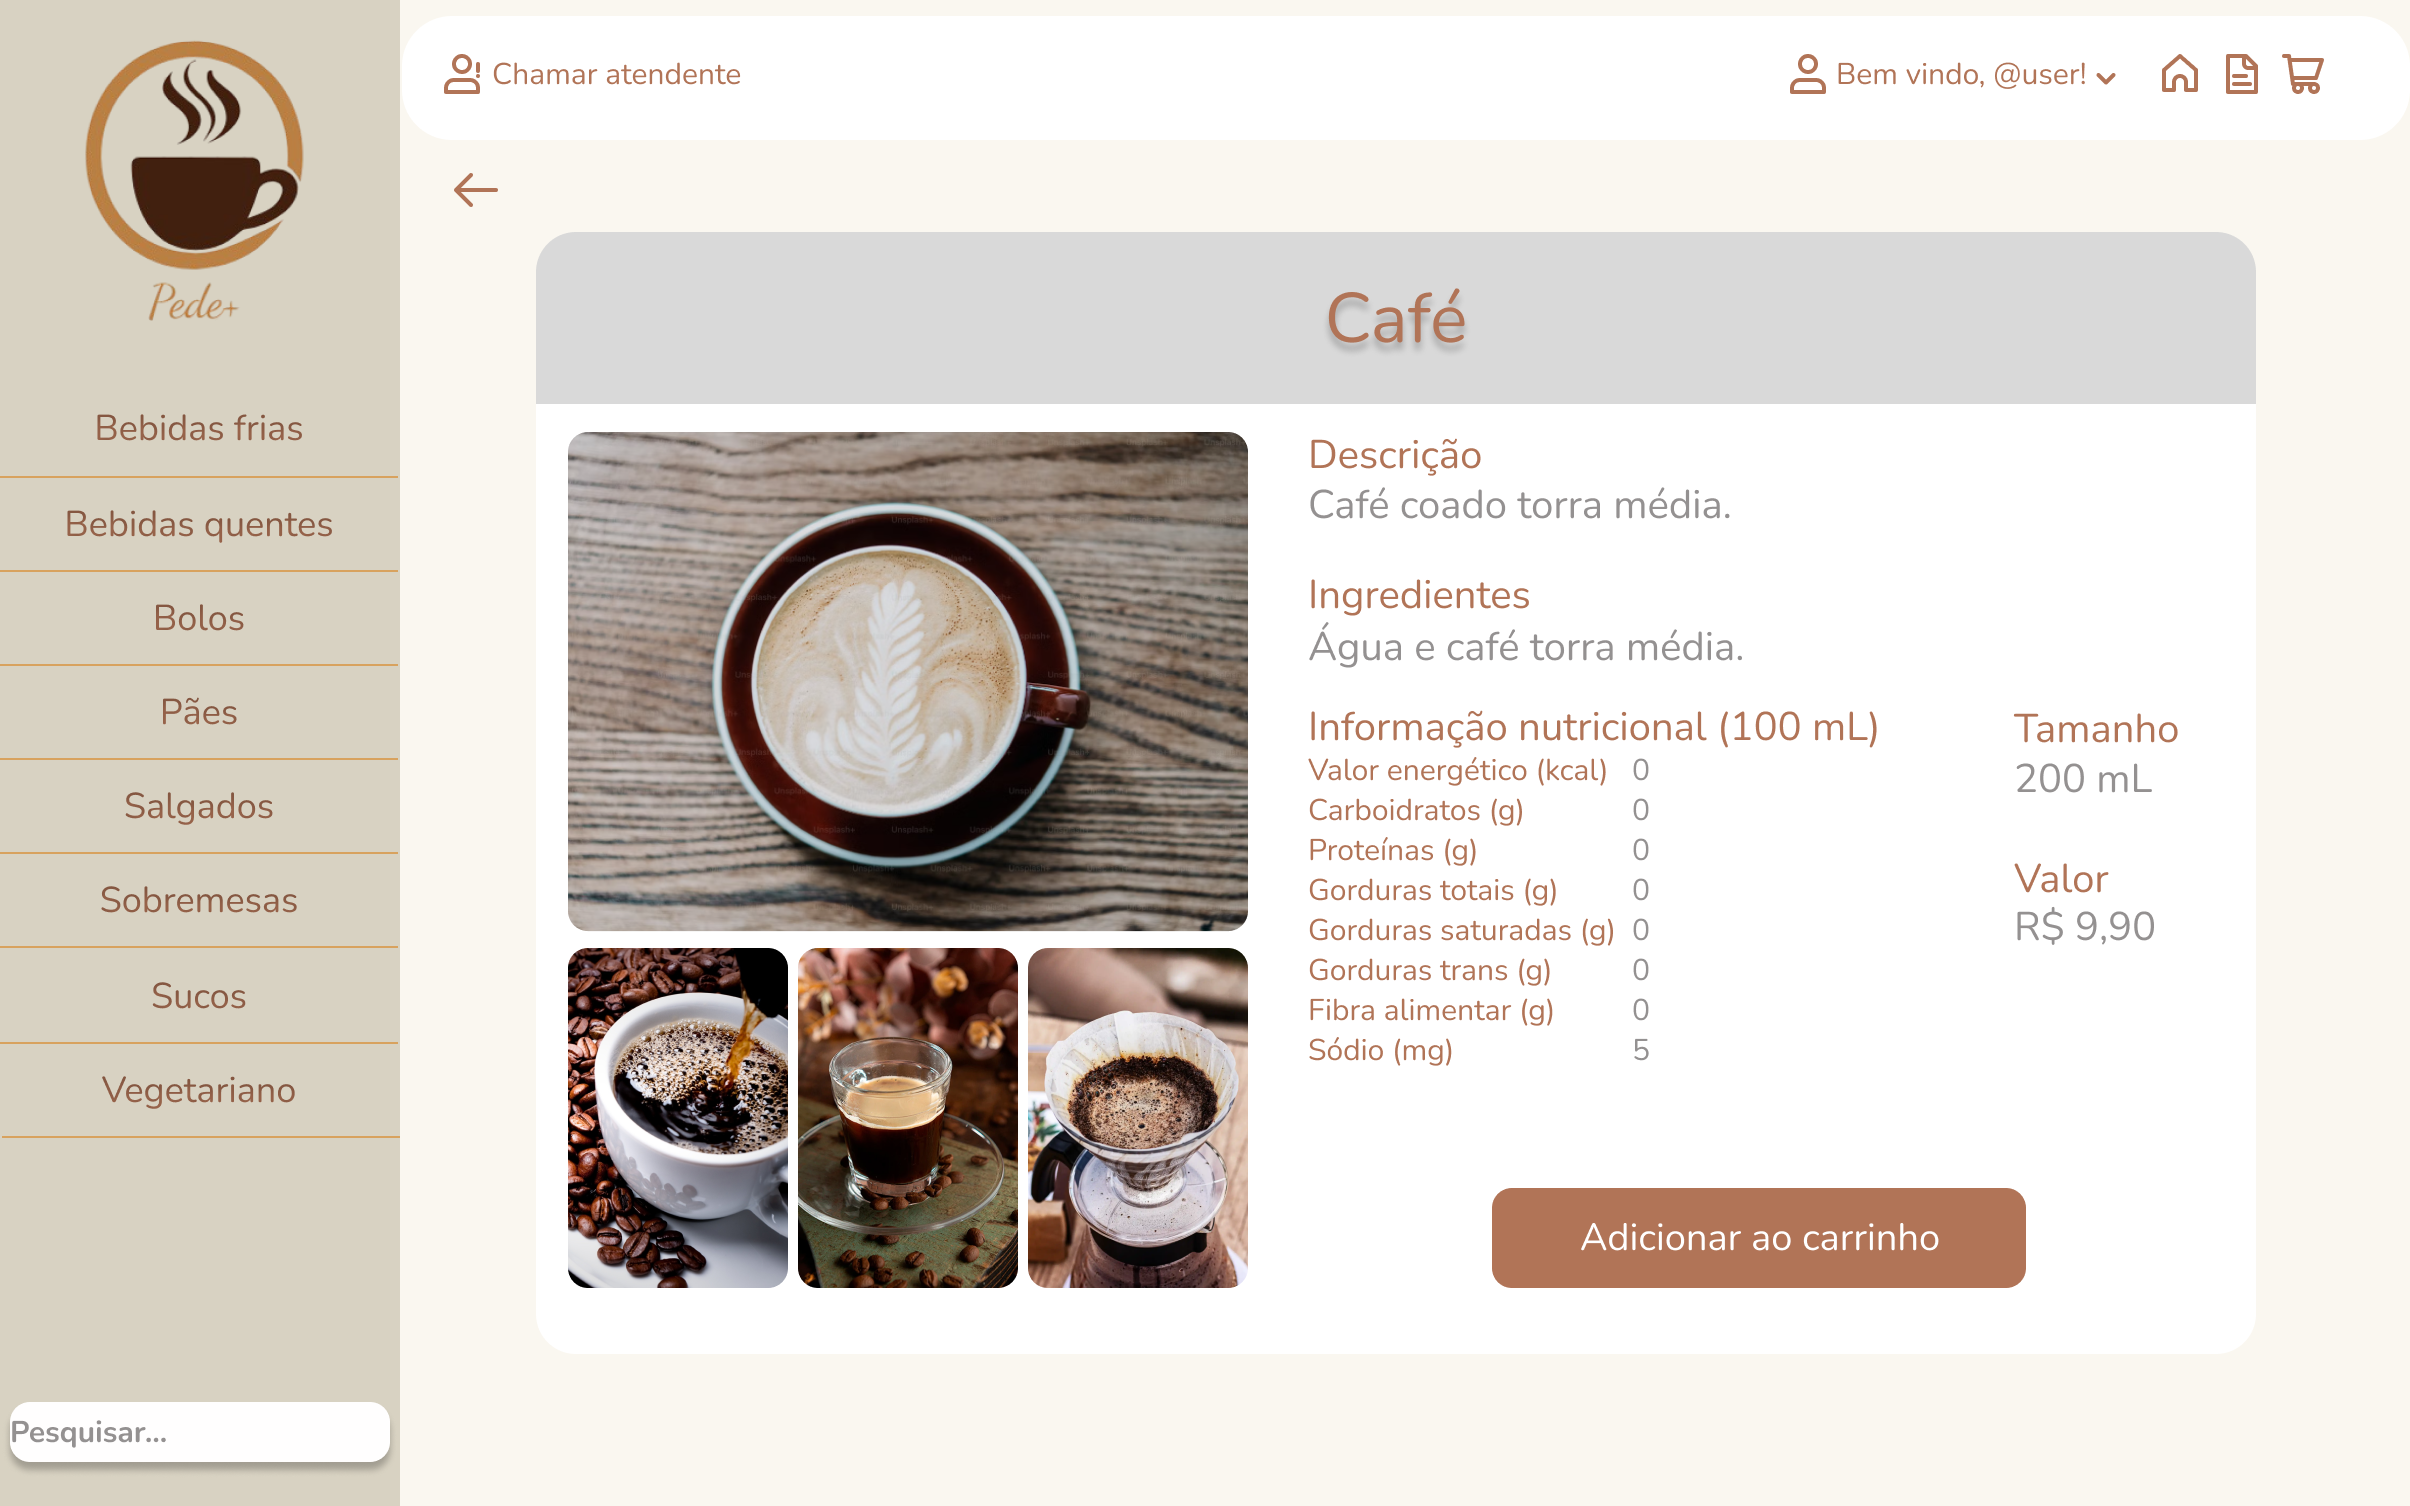 Pede+
Bebidas frias
Bebidas quentes
Bolos
Pães
Salgados
Sobremesas
Sucos
Vegetariano
Pesquisar...
Chamar atendente
Bem vindo, @user!
Café
Descrição
Café coado torra média.
Ingredientes
Água e café torra média.
Informação nutricional (100 mL)
Valor energético (kcal) 0
Carboidratos (g) 0
Proteínas (g) 0
Gorduras totais (g) 0
Gorduras saturadas (g) 0
Gorduras trans (g) 0
Fibra alimentar (g) 0
Sódio (mg) 5
Tamanho
200 mL
Valor
R$ 9,90
Adicionar ao carrinho